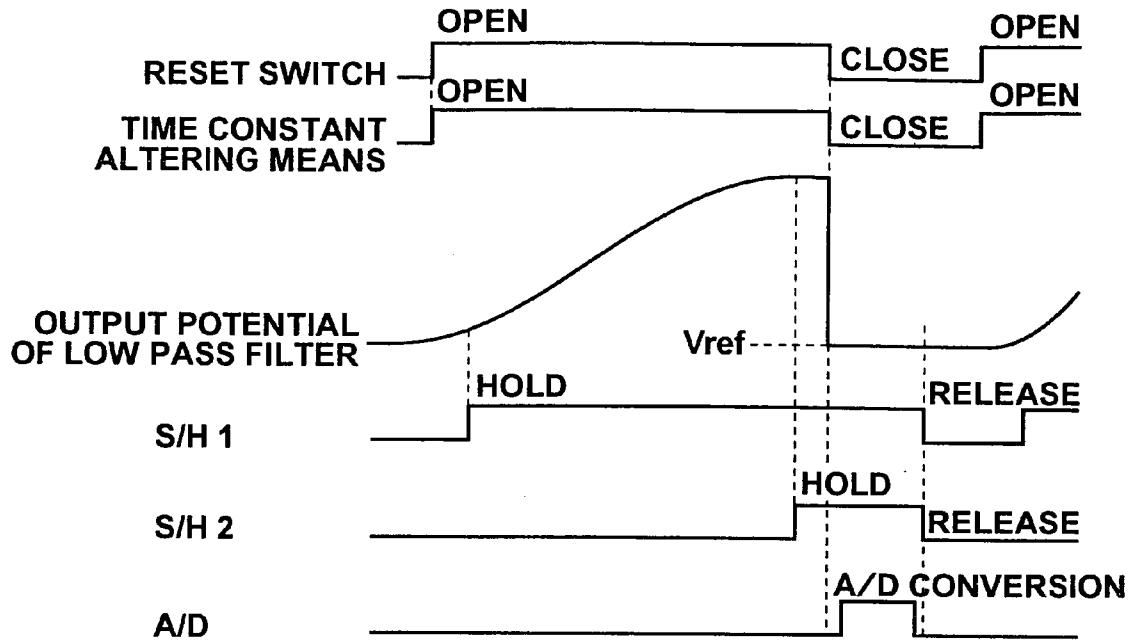 OPEN
OPEN
RESET SWITCH
CLOSE
OPEN
OPEN
TIME CONSTANT
ALTERING MEANS
CLOSE
OUTPUT POTENTIAL
OF LOW PASS FILTER
Vref
HOLD
RELEASE
S/H 1
HOLD
S/H 2
RELEASE
A/D CONVERSION
A/D